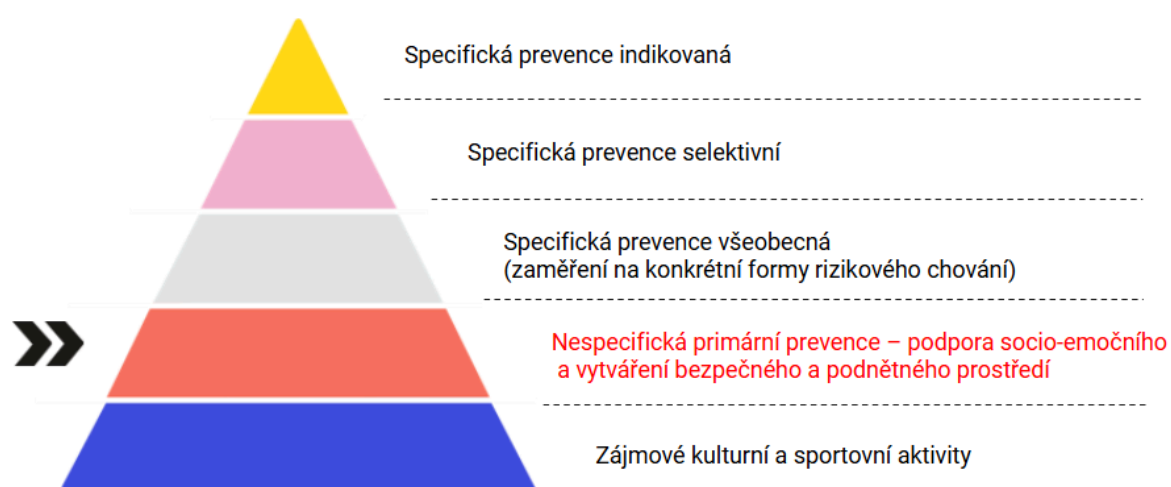 Specifická prevence indikovaná
Specifická prevence selektivní
Specifická prevence všeobecná
(zaměření na konkrétní formy rizikového chování)
Nespecifická primární prevence – podpora socio-emočního
a vytváření bezpečného a podnětného prostředí
Zájmové kulturní a sportovní aktivity